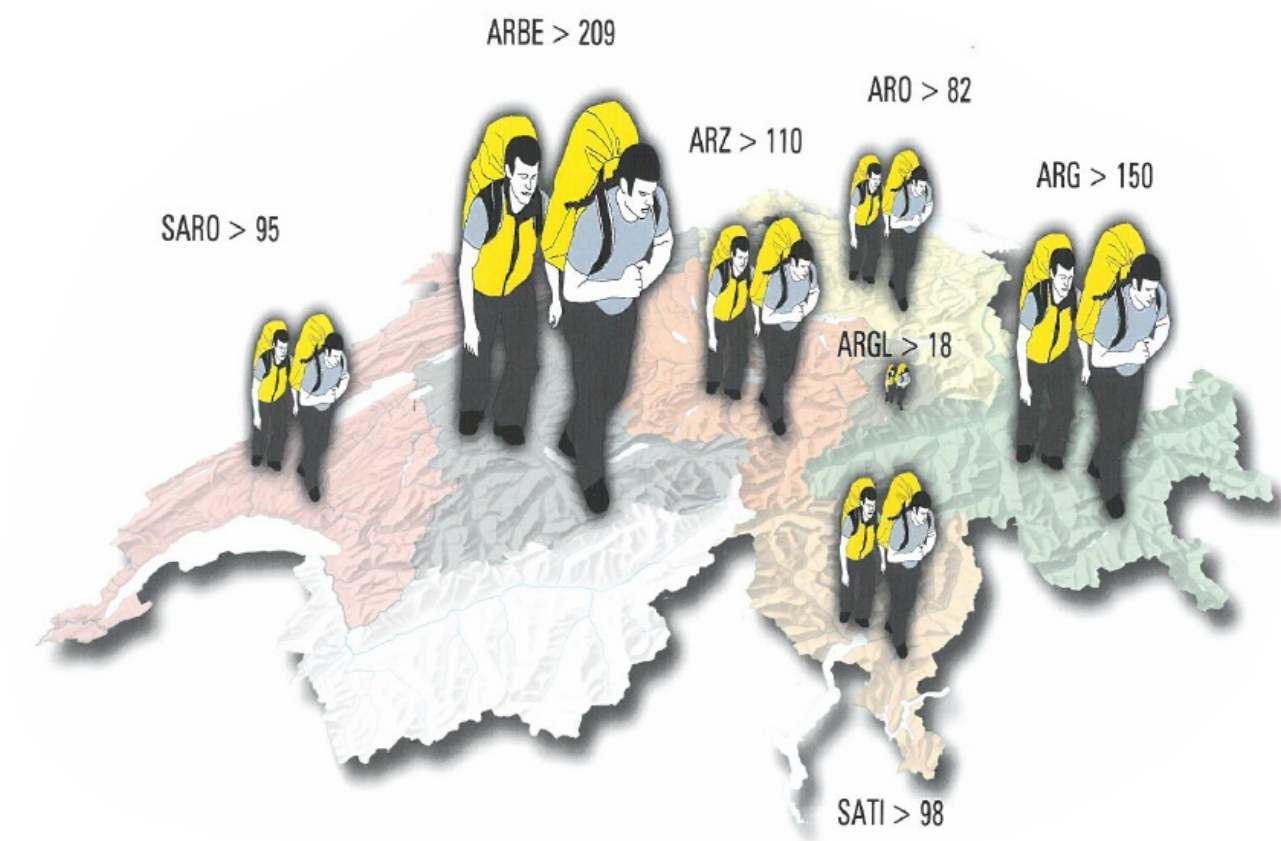 ARBE > 209
ARO > 82
ARZ > 110
ARG > 150
SARO > 95
ARGL > 18
SATI > 98